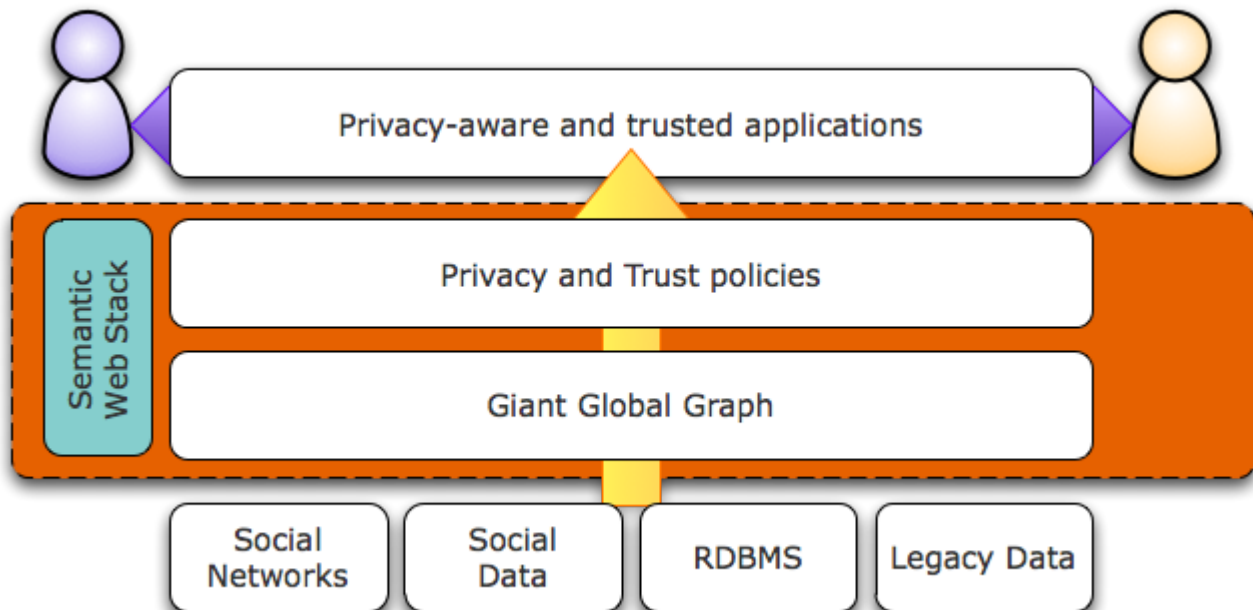 Privacy-aware and trusted applications
Semantic
Web Stack
Privacy and Trust policies
Giant Global Graph
Social
Networks
Social
Data
RDBMS
Legacy Data